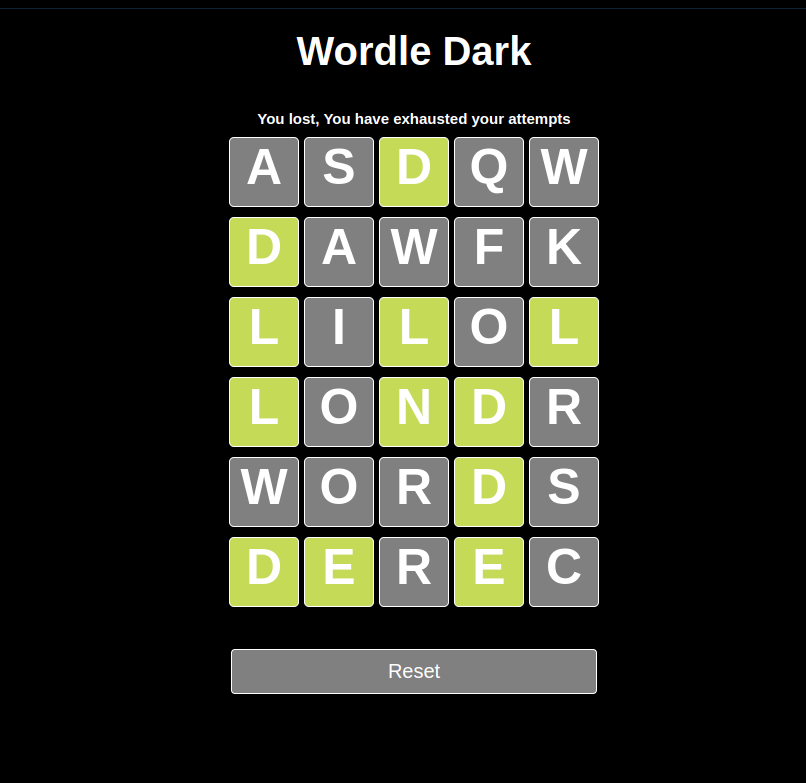 Wordle Dark
You lost, You have exhausted your attempts
A S D Q W
D A W F K
L I L O L
L O N D R
W O R D S
D E R E C
Reset